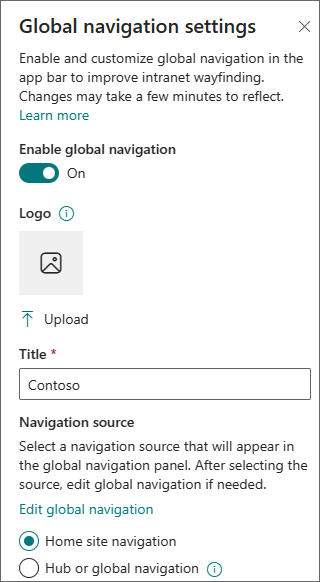 Global navigation settings
Enable and customize global navigation in the
app bar to improve intranet wayfinding.
Changes may take a few minutes to reflect.
Learn more
Enable global navigation
On
Logo
Upload
Title *
Contoso
Navigation source
Select a navigation source that will appear in
the global navigation panel. After selecting the
source, edit global navigation if needed.
Edit global navigation
Home site navigation
Hub or global navigation